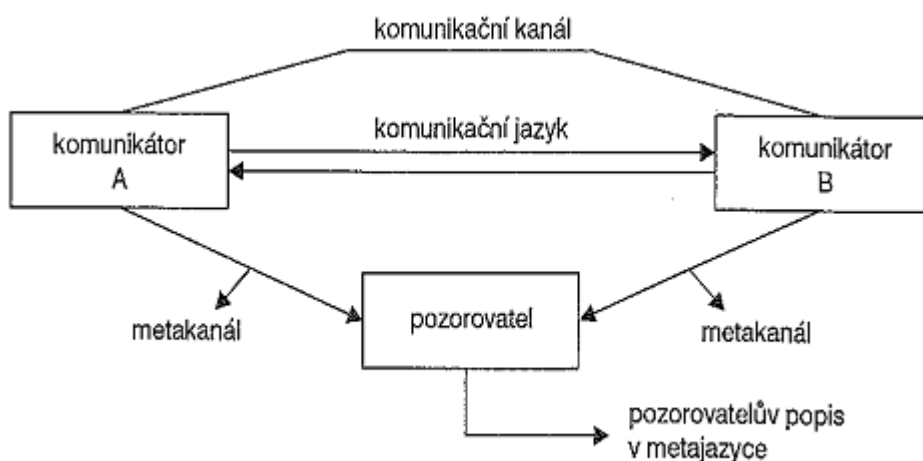 komunikační kanál
komunikátor
A
komunikační jazyk
komunikátor
B
metakanál
pozorovatel
metakanál
pozorovatelův popis
v metajazyce